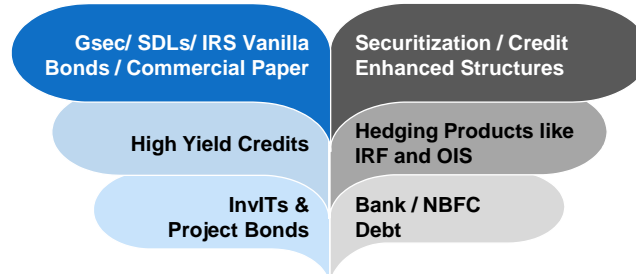 Gsec/ SDLs/ IRS Vanilla
Bonds / Commercial Paper
Securitization / Credit
Enhanced Structures
High Yield Credits
Hedging Products like
IRF and OIS
InvITs &
Project Bonds
Bank / NBFC
Debt